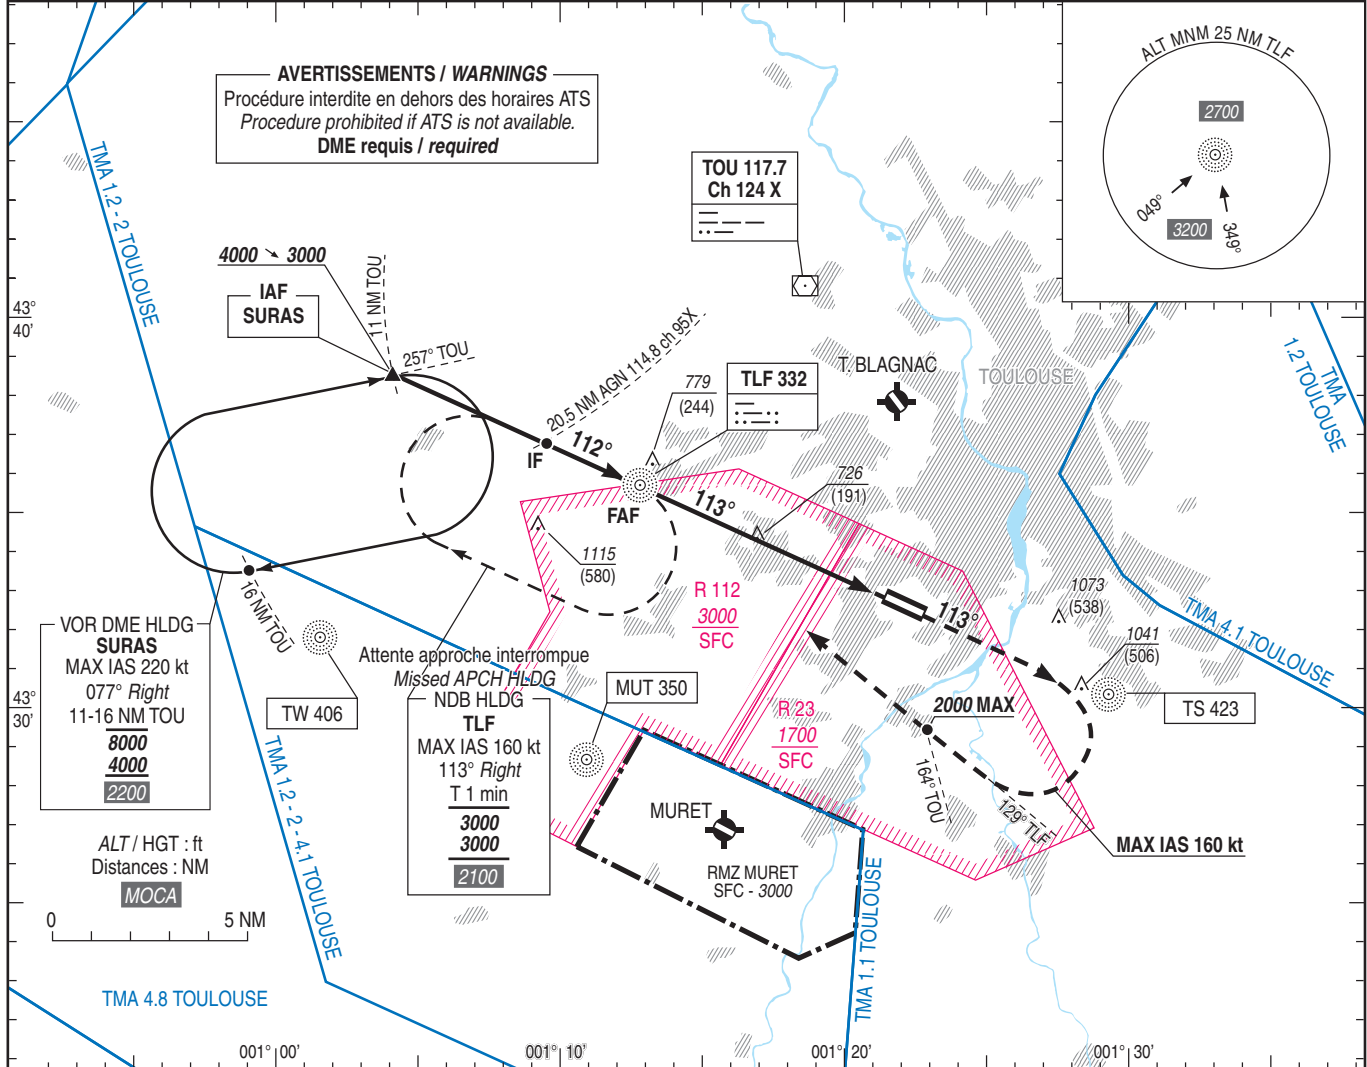 AVERTISSEMENTS / WARNINGS
Procédure interdite en dehors des horaires ATS
Procedure prohibited if ATS is not available.
DME requis / required
ALT MNM 25 NM TLF
2700
049°
3200
349°
TOU 117.7
Ch 124 X
TMA 1.2 - 2 TOULOUSE
4000 ↘ 3000
IAF
SURAS
11 NM TOU
257° TOU
43°
40'
20.5 NM AGN 114.8 ch 95X
779
(244)
TLF 332
T. BLAGNAC
TOULOUSE
TMA
1.2 TOULOUSE
IF
112°
FAF
113°
726
(191)
1115
(580)
R 112
3000
SFC
113°
1073
(538)
1041
(506)
TMA 4.1 TOULOUSE
16 NM TOU
VOR DME HLDG
SURAS
MAX IAS 220 kt
077° Right
11-16 NM TOU
8000
4000
2200
TW 406
Attente approche interrompue
Missed APCH HLDG
NDB HLDG
TLF
MAX IAS 160 kt
113° Right
T 1 min
3000
3000
2100
MUT 350
R 23
1700
SFC
2000 MAX
TS 423
43°
30'
164° TOU
129° TLF
MAX IAS 160 kt
TMA 1.2 - 2 - 4.1 TOULOUSE
MURET
RMZ MURET
SFC - 3000
TMA 1.1 TOULOUSE
ALT / HGT : ft
Distances : NM
MOCA
0 5 NM
TMA 4.8 TOULOUSE
001° 00'
001° 10'
001° 20'
001° 30'